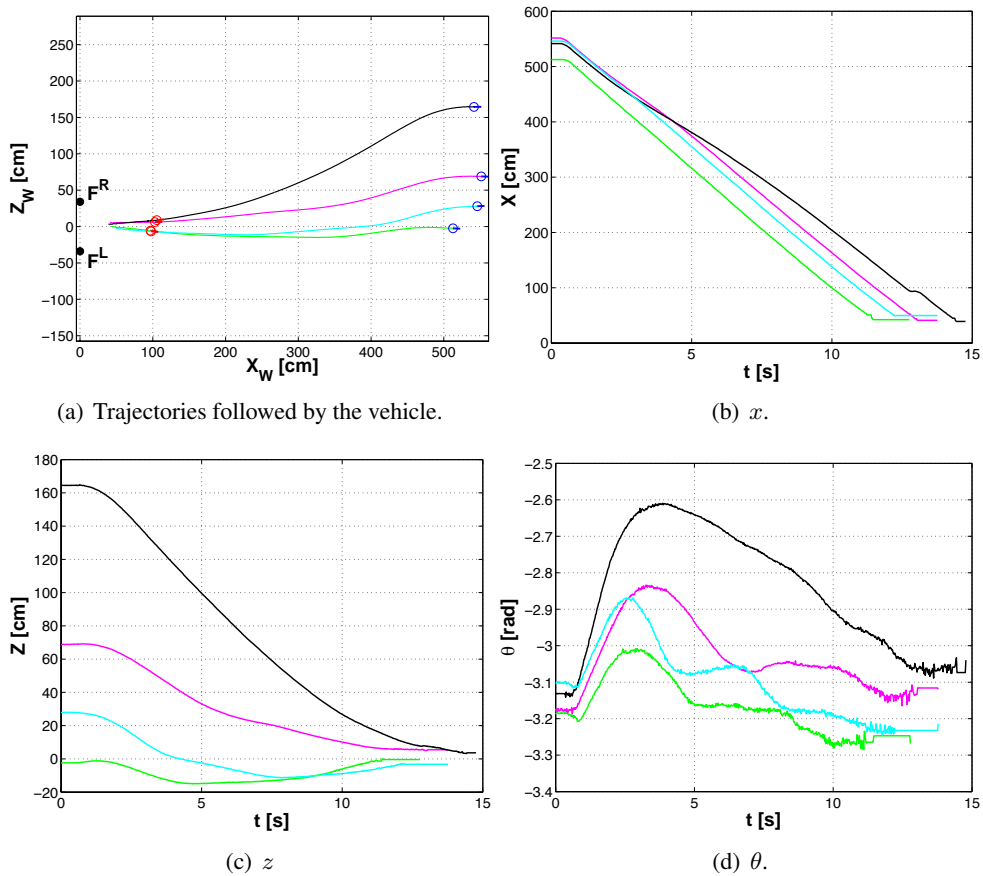 250
200
150
100
50
0
−50
−100
−150
Z_W [cm]
F^R
F^L
0 100 200 300 400 500
X_W [cm]
(a) Trajectories followed by the vehicle.
600
500
400
300
200
100
0
X [cm]
0 5 10 15
t [s]
(b) x.
180
160
140
120
100
80
60
40
20
0
−20
Z [cm]
0 5 10 15
t [s]
(c) z
−2.5
−2.6
−2.7
−2.8
−2.9
−3
−3.1
−3.2
−3.3
−3.4
θ [rad]
0 5 10 15
t [s]
(d) θ.